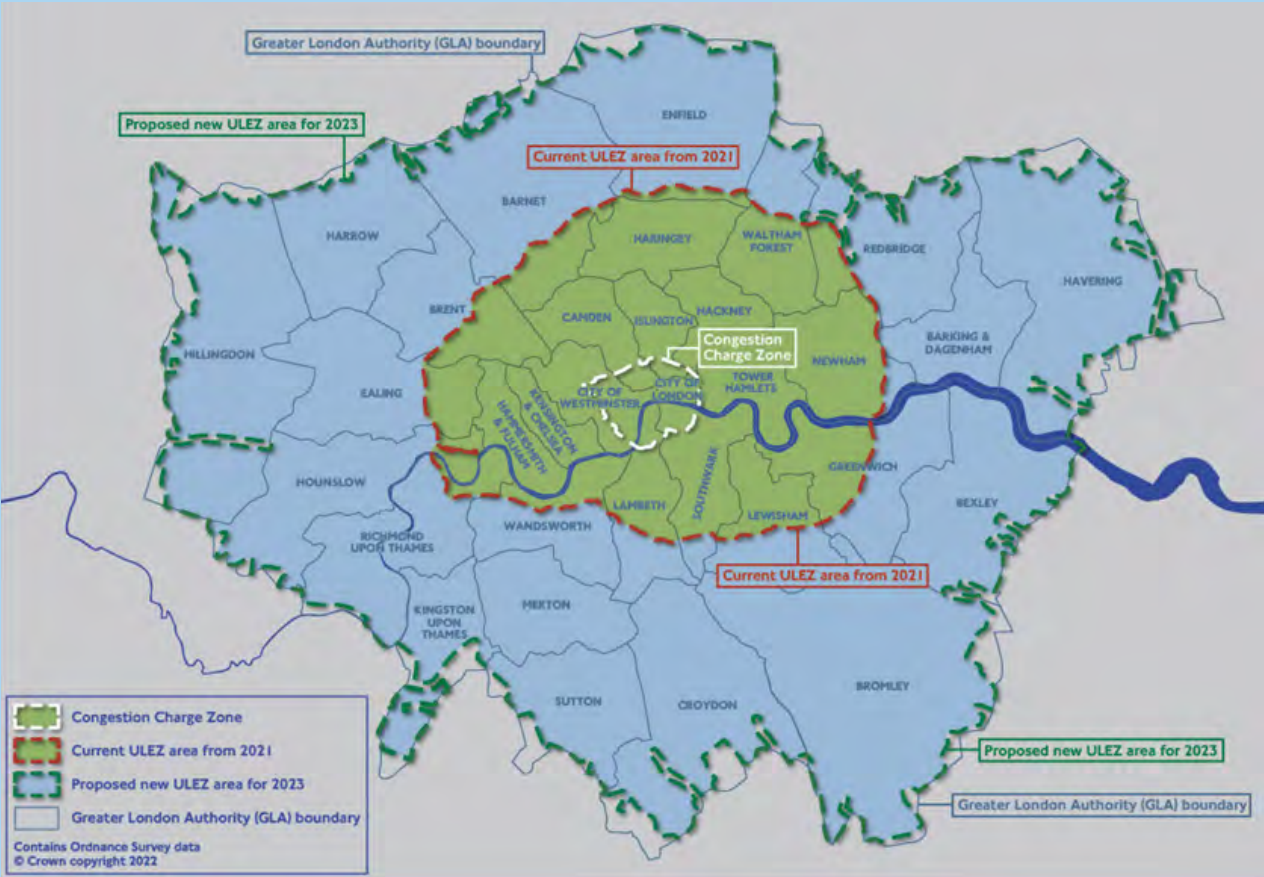 Greater London Authority (GLA) boundary
ENFIELD
Proposed new ULEZ area for 2023
Current ULEZ area from 2021
BARNET
HARROW
HARINGEY
WALTHAM
FOREST
REDBRIDGE
HAVERING
BRENT
CAMDEN
ISLINGTON
HACKNEY
Congestion
Charge Zone
BARKING &
DAGENHAM
HILLINGDON
NEWHAM
EALING
CITY OF
WESTMINSTER
CITY OF
LONDON
TOWER
HAMLETS
KENSINGTON
& CHELSEA
HAMMERSMITH
& FULHAM
GREENWICH
HOUNSLOW
SOUTHWARK
BEXLEY
LAMBETH
LEWISHAM
WANDSWORTH
RICHMOND
UPON THAMES
Current ULEZ area from 2021
MERTON
KINGSTON
UPON
THAMES
BROMLEY
SUTTON
CROYDON
Congestion Charge Zone
Current ULEZ area from 2021
Proposed new ULEZ area for 2023
Greater London Authority (GLA) boundary
Contains Ordnance Survey data
© Crown copyright 2022
Proposed new ULEZ area for 2023
Greater London Authority (GLA) boundary